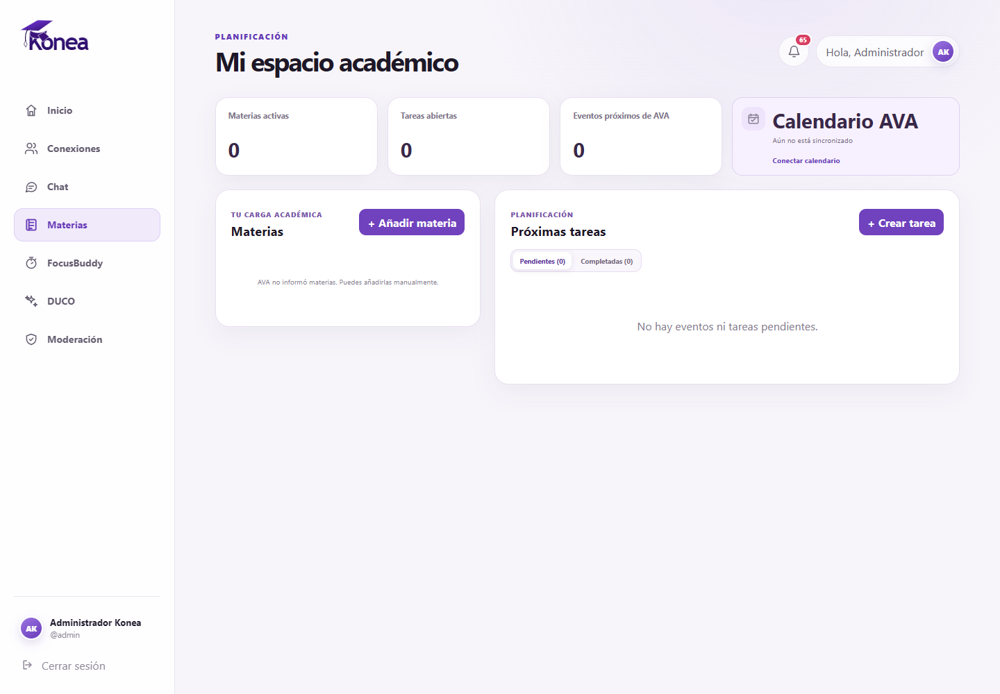 Konea
Inicio
Conexiones
Chat
Materias
FocusBuddy
DUCO
Moderación
AK
Administrador Konea
@admin
Cerrar sesión
PLANIFICACIÓN
Mi espacio académico
65
Hola, Administrador
AK
Materias activas
0
Tareas abiertas
0
Eventos próximos de AVA
0
Calendario AVA
Aún no está sincronizado
Conectar calendario
TU CARGA ACADÉMICA
Materias
+ Añadir materia
AVA no informó materias. Puedes añadirlas manualmente.
PLANIFICACIÓN
Próximas tareas
+ Crear tarea
Pendientes (0)
Completadas (0)
No hay eventos ni tareas pendientes.